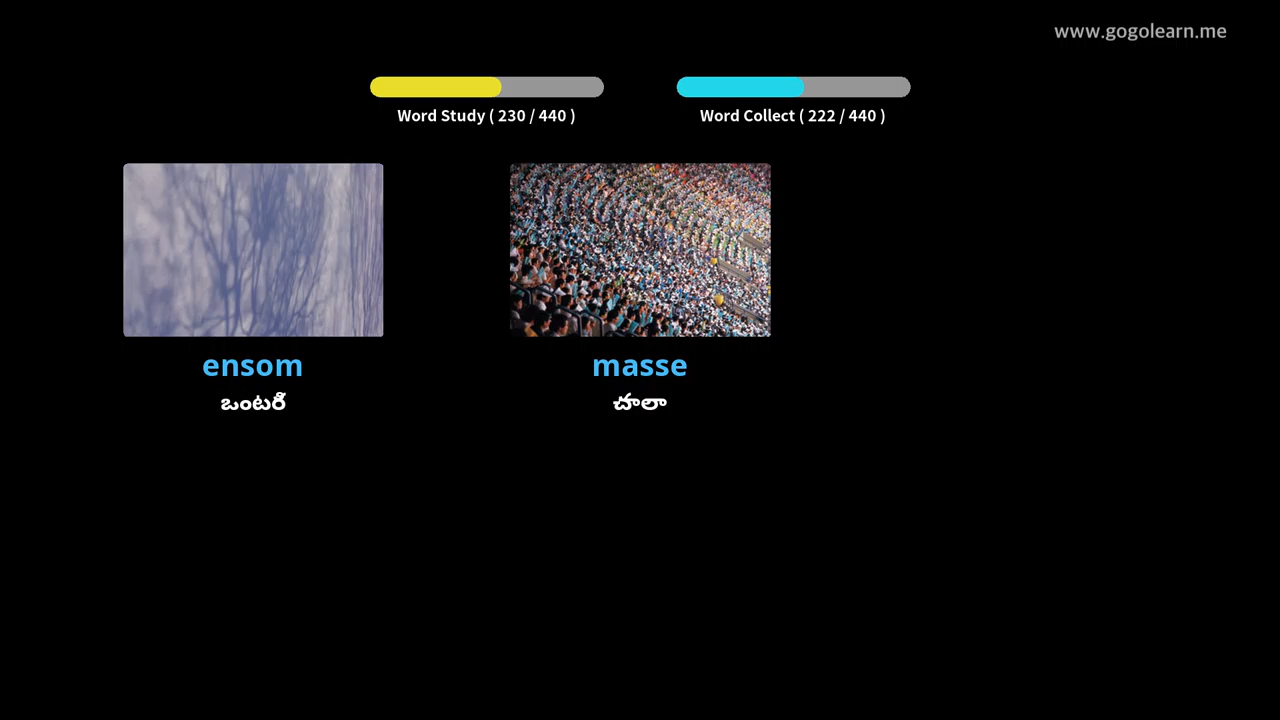 www.gogolearn.me
Word Study ( 230 / 440 )
Word Collect ( 222 / 440 )
ensom
masse
ఒంటరి
చాలా